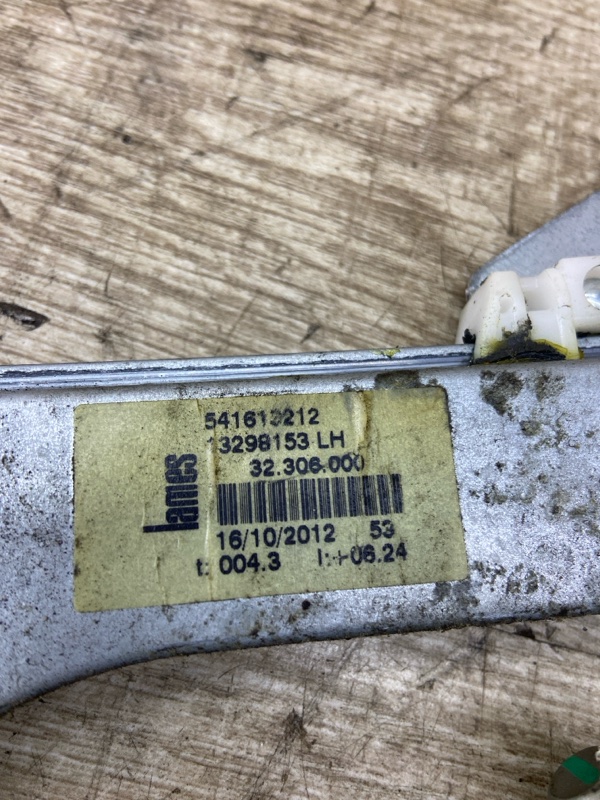 lames
541613212
13298153 LH
32.306.000
16/10/2012 53
t: 004.3 I:+06.24